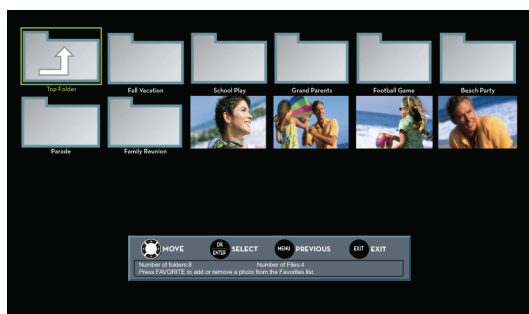 Top Folder
Fall Vacation
School Play
Grand Parents
Football Game
Beach Party
Parade
Family Reunion
MOVE
OK ENTER SELECT
MENU PREVIOUS
EXIT EXIT
Number of folders:8 Number of Files:4
Press FAVORITE to add or remove a photo from the Favorites list.